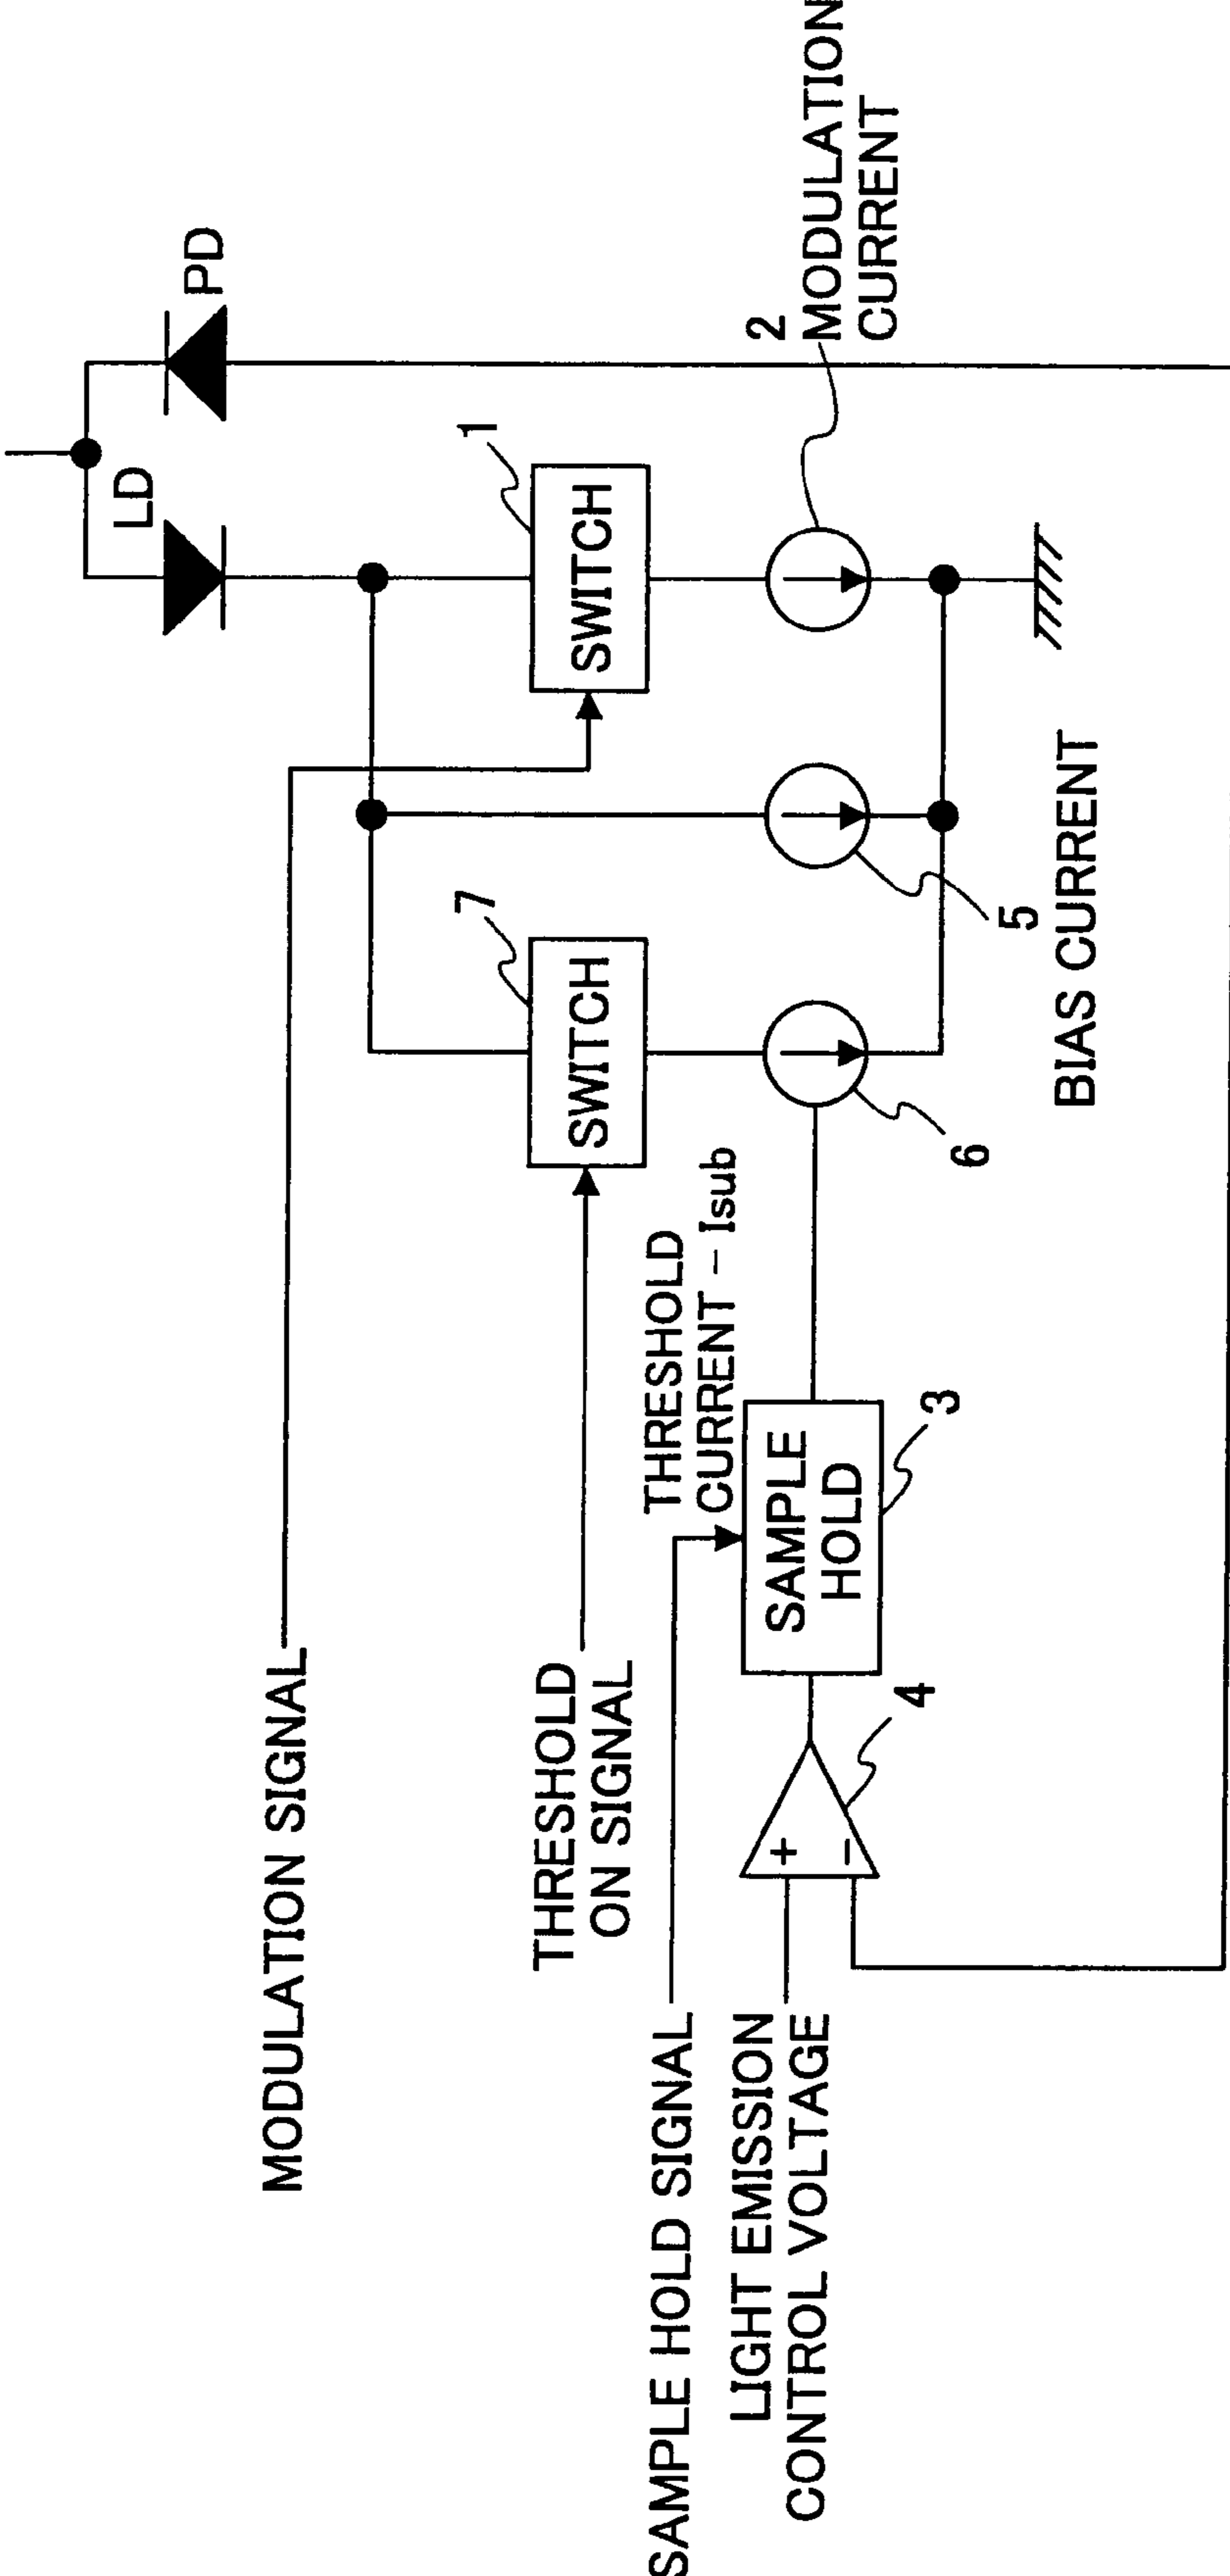 MODULATION SIGNAL
THRESHOLD
ON SIGNAL
SAMPLE HOLD SIGNAL
LIGHT EMISSION
CONTROL VOLTAGE
+
−
4
SAMPLE
HOLD
3
THRESHOLD
CURRENT − Isub
SWITCH
7
6
5
BIAS CURRENT
LD
PD
SWITCH
1
2
MODULATION
CURRENT